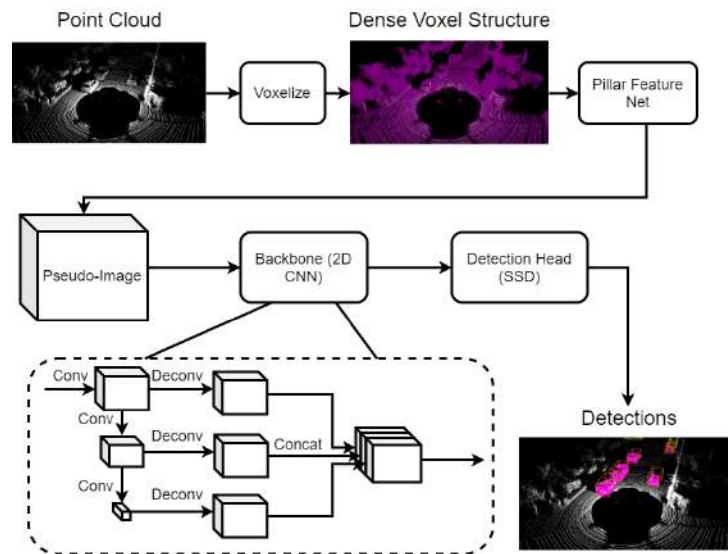 Point Cloud
Dense Voxel Structure
Voxelize
Pillar Feature
Net
Pseudo-Image
Backbone (2D
CNN)
Detection Head
(SSD)
Conv
Deconv
Conv
Deconv
Concat
Conv
Deconv
Detections